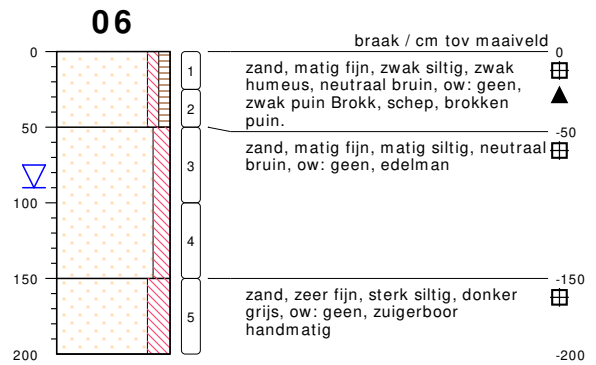 06
braak / cm tov maaiveld
0
0
zand, matig fijn, zwak siltig, zwak
humeus, neutraal bruin, ow: geen,
zwak puin Brokk, schep, brokken
puin.
1
2
50
-50
zand, matig fijn, matig siltig, neutraal
bruin, ow: geen, edelman
3
100
4
150
-150
zand, zeer fijn, sterk siltig, donker
grijs, ow: geen, zuigerboor
handmatig
5
200
-200